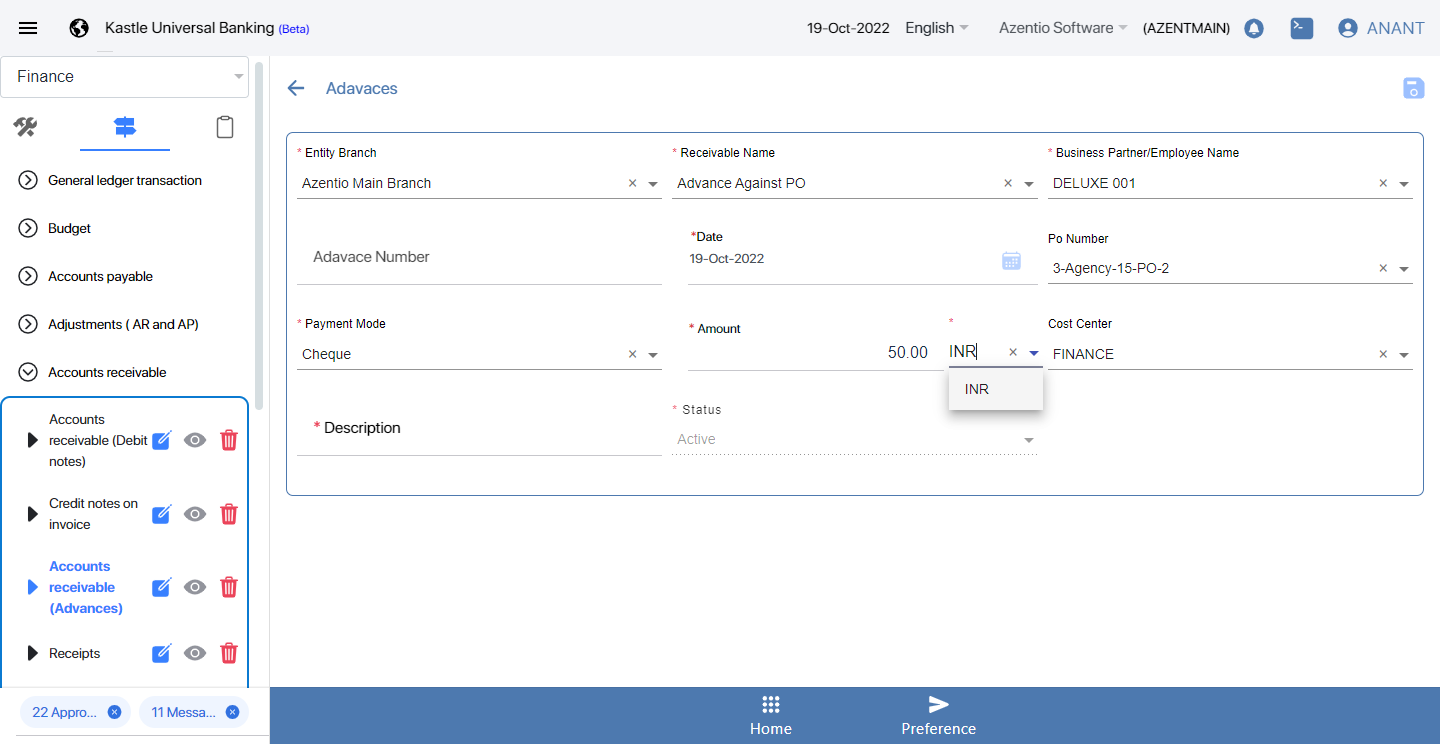 Kastle Universal Banking (Beta)
19-Oct-2022
English
Azentio Software
(AZENTMAIN)
ANANT
Finance
General ledger transaction
Budget
Accounts payable
Adjustments ( AR and AP)
Accounts receivable
Accounts
receivable (Debit
notes)
Credit notes on
invoice
Accounts
receivable
(Advances)
Receipts
22 Appro...
11 Messa...
Adavaces
* Entity Branch
Azentio Main Branch
* Receivable Name
Advance Against PO
* Business Partner/Employee Name
DELUXE 001
Adavace Number
*Date
19-Oct-2022
Po Number
3-Agency-15-PO-2
* Payment Mode
Cheque
* Amount
50.00
*
INR
INR
Cost Center
FINANCE
* Description
* Status
Active
Home
Preference